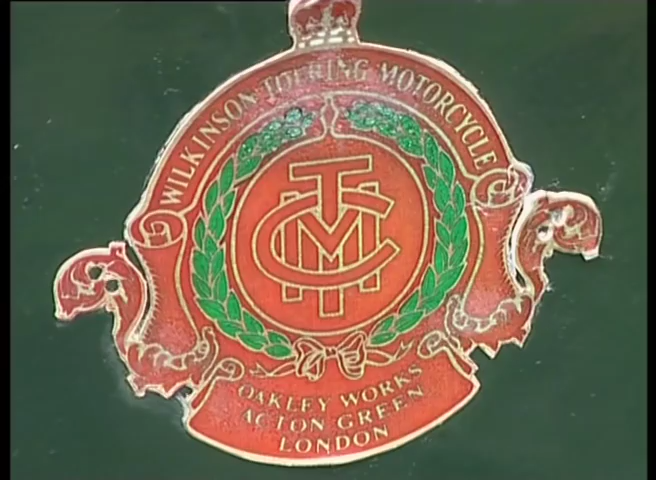 WILKINSON TOURING MOTORCYCLE
TMC
OAKLEY WORKS
ACTON GREEN
LONDON